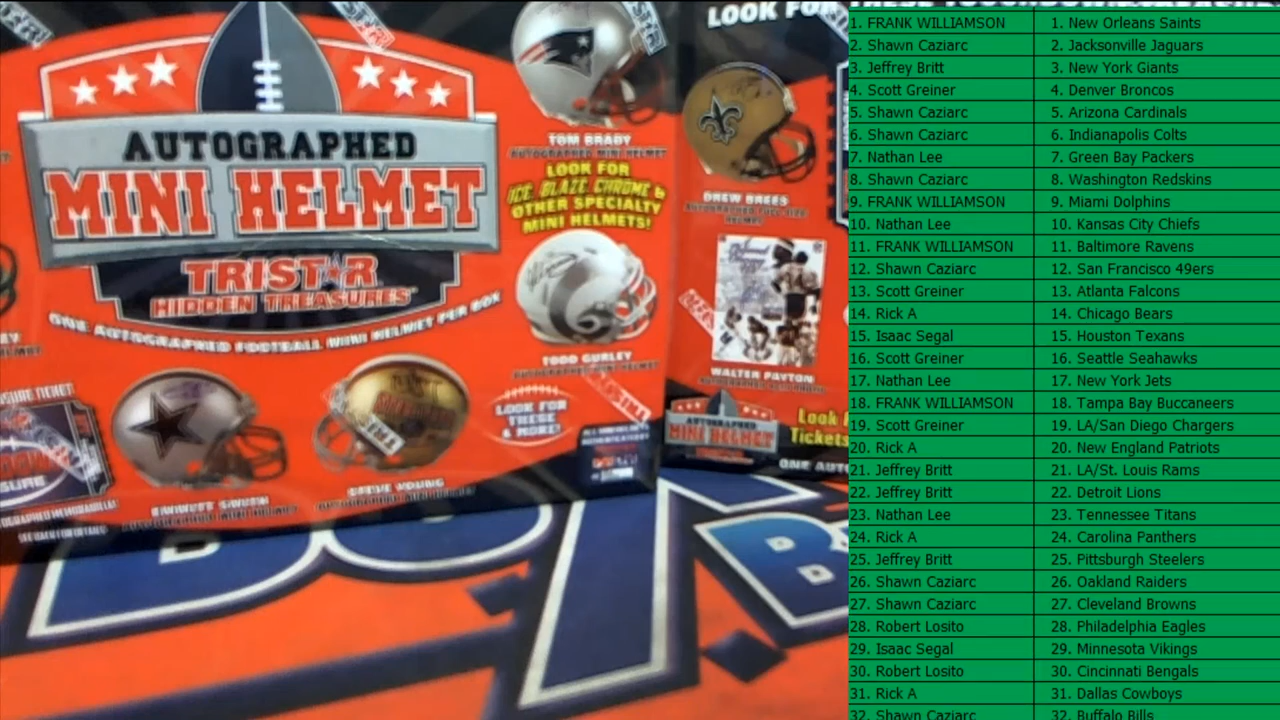 AUTOGRAPHED
MINI HELMET
TRISTAR
HIDDEN TREASURES
ONE AUTOGRAPHED FOOTBALL MINI HELMET PER BOX
TOM BRADY
AUTOGRAPHED MINI HELMET
LOOK FOR
ICE, BLAZE, CHROME &
OTHER SPECIALTY
MINI HELMETS!
TODD GURLEY
AUTOGRAPHED MINI HELMET
EMMITT SMITH
AUTOGRAPHED MINI HELMET
STEVE YOUNG
LOOK FOR
THESE
& MORE!
LOOK FOR
DREW BREES
WALTER PAYTON
AUTOGRAPHED
MINI HELMET
Look
Tickets
ONE AUTO
1. FRANK WILLIAMSON 1. New Orleans Saints
2. Shawn Caziarc 2. Jacksonville Jaguars
3. Jeffrey Britt 3. New York Giants
4. Scott Greiner 4. Denver Broncos
5. Shawn Caziarc 5. Arizona Cardinals
6. Shawn Caziarc 6. Indianapolis Colts
7. Nathan Lee 7. Green Bay Packers
8. Shawn Caziarc 8. Washington Redskins
9. FRANK WILLIAMSON 9. Miami Dolphins
10. Nathan Lee 10. Kansas City Chiefs
11. FRANK WILLIAMSON 11. Baltimore Ravens
12. Shawn Caziarc 12. San Francisco 49ers
13. Scott Greiner 13. Atlanta Falcons
14. Rick A 14. Chicago Bears
15. Isaac Segal 15. Houston Texans
16. Scott Greiner 16. Seattle Seahawks
17. Nathan Lee 17. New York Jets
18. FRANK WILLIAMSON 18. Tampa Bay Buccaneers
19. Scott Greiner 19. LA/San Diego Chargers
20. Rick A 20. New England Patriots
21. Jeffrey Britt 21. LA/St. Louis Rams
22. Jeffrey Britt 22. Detroit Lions
23. Nathan Lee 23. Tennessee Titans
24. Rick A 24. Carolina Panthers
25. Jeffrey Britt 25. Pittsburgh Steelers
26. Shawn Caziarc 26. Oakland Raiders
27. Shawn Caziarc 27. Cleveland Browns
28. Robert Losito 28. Philadelphia Eagles
29. Isaac Segal 29. Minnesota Vikings
30. Robert Losito 30. Cincinnati Bengals
31. Rick A 31. Dallas Cowboys
32. Shawn Caziarc 32. Buffalo Bills